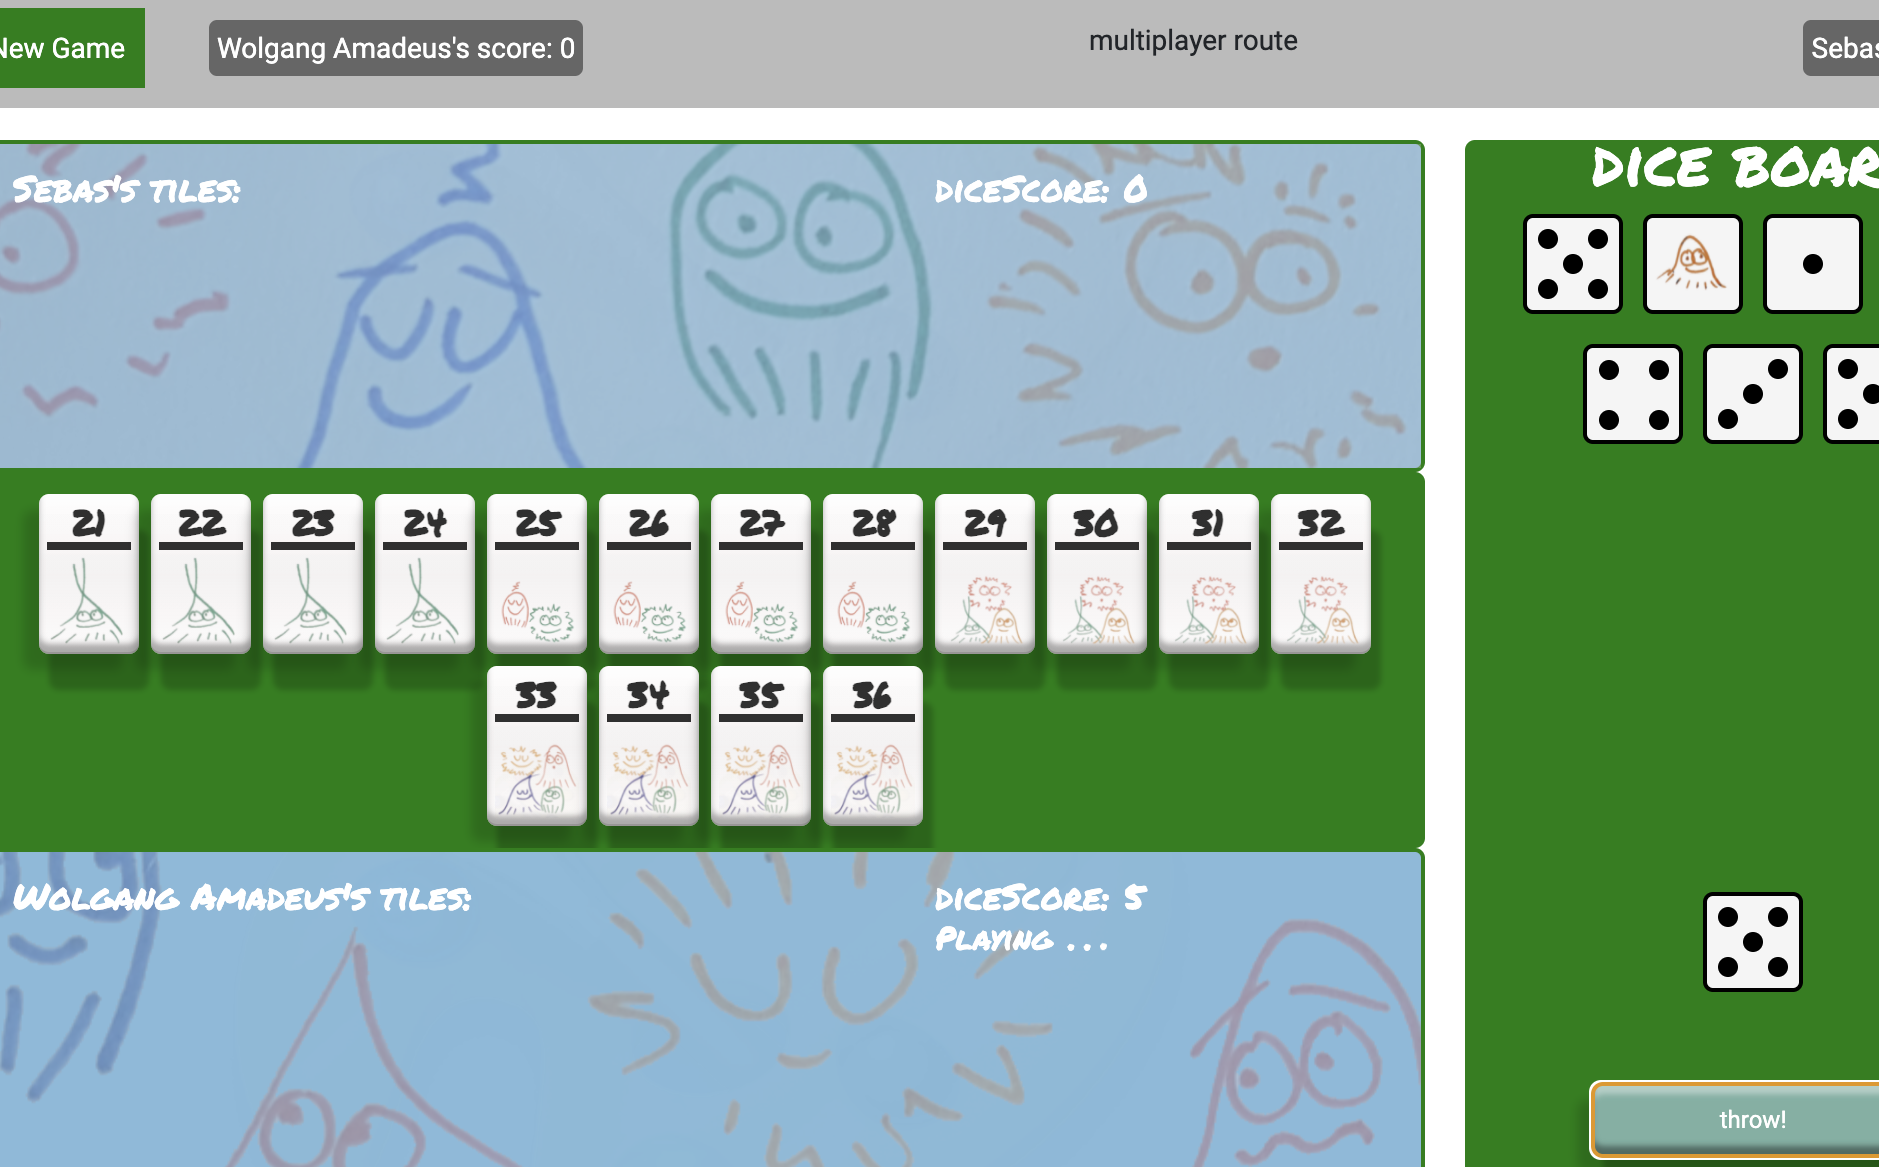 New Game
Wolgang Amadeus's score: 0
multiplayer route
Sebas
Sebas's tiles:
diceScore: 0
DICE BOAR
21 22 23 24 25 26 27 28 29 30 31 32
33 34 35 36
Wolgang Amadeus's tiles:
diceScore: 5
Playing ...
throw!